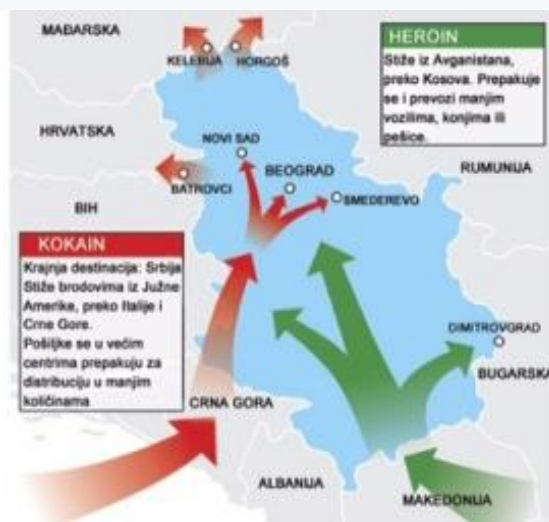 MAĐARSKA
HEROIN
Stiže iz Avganistana,
preko Kosova. Prepakuje
se i prevozi manjim
vozilima, konjima ili
pešice.
KELEBIJA
HORGOŠ
HRVATSKA
NOVI SAD
BEOGRAD
RUMUNIJA
BATROVCI
SMEDEREVO
BIH
KOKAIN
Krajnja destinacija: Srbija
Stiže brodovima iz Južne
Amerike, preko Italije i
Crne Gore.
Pošiljke se u većim
centrima prepakuju za
distribuciju u manjim
količinama
DIMITROVGRAD
BUGARSKA
CRNA GORA
ALBANIJA
MAKEDONIJA